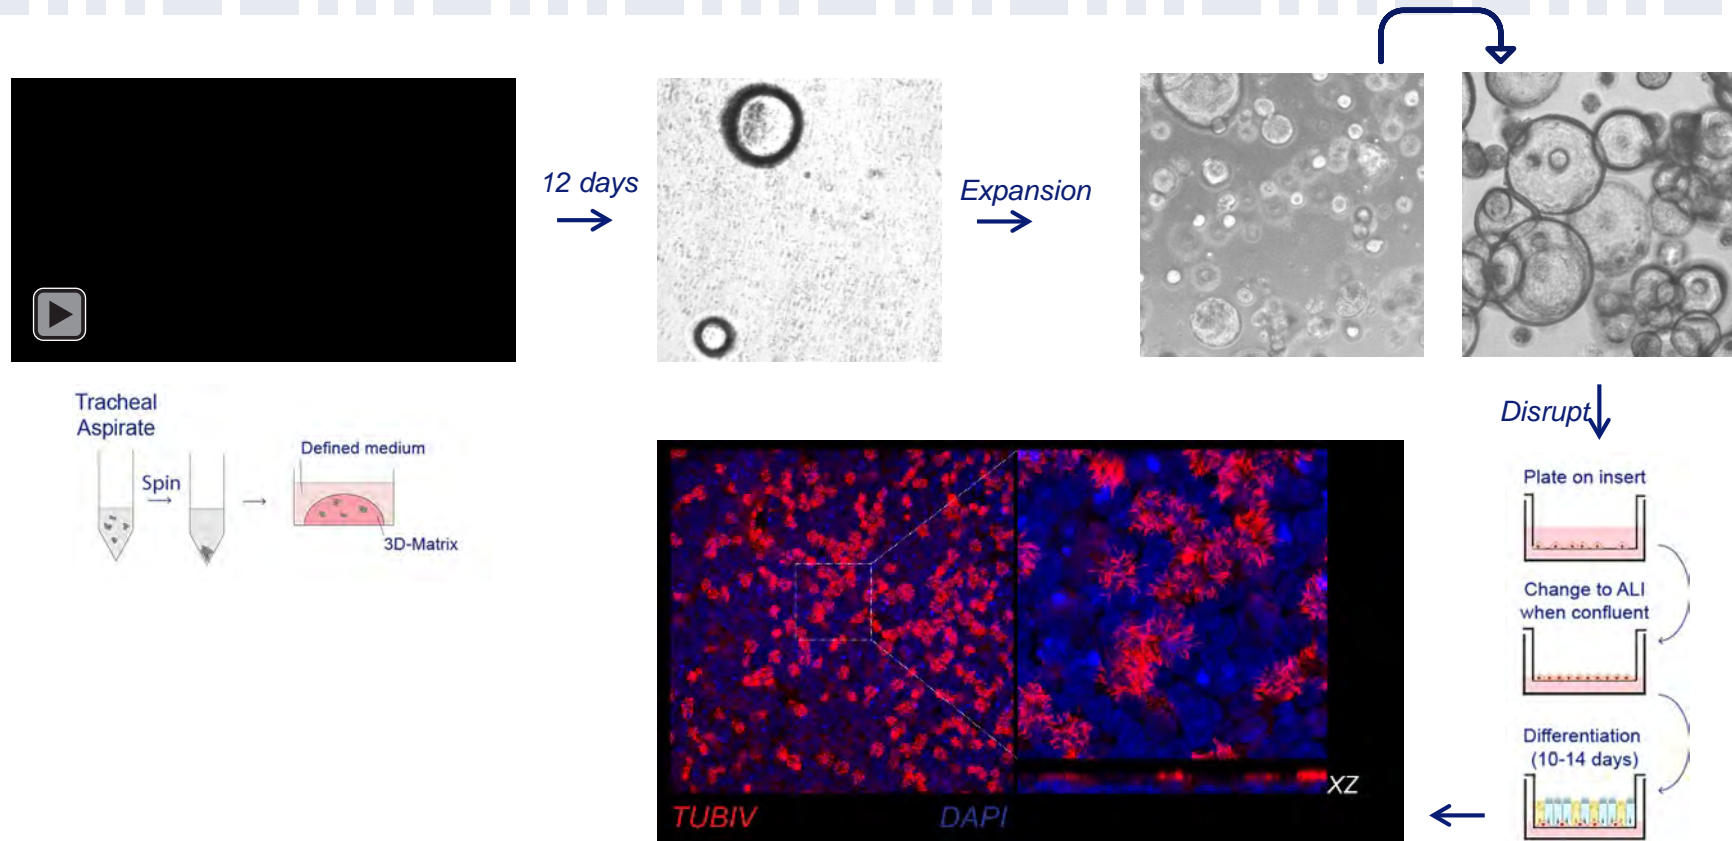 12 days
Expansion
Tracheal
Aspirate
Spin
Defined medium
3D-Matrix
Disrupt
Plate on insert
Change to ALI
when confluent
Differentiation
(10-14 days)
XZ
TUBIV
DAPI